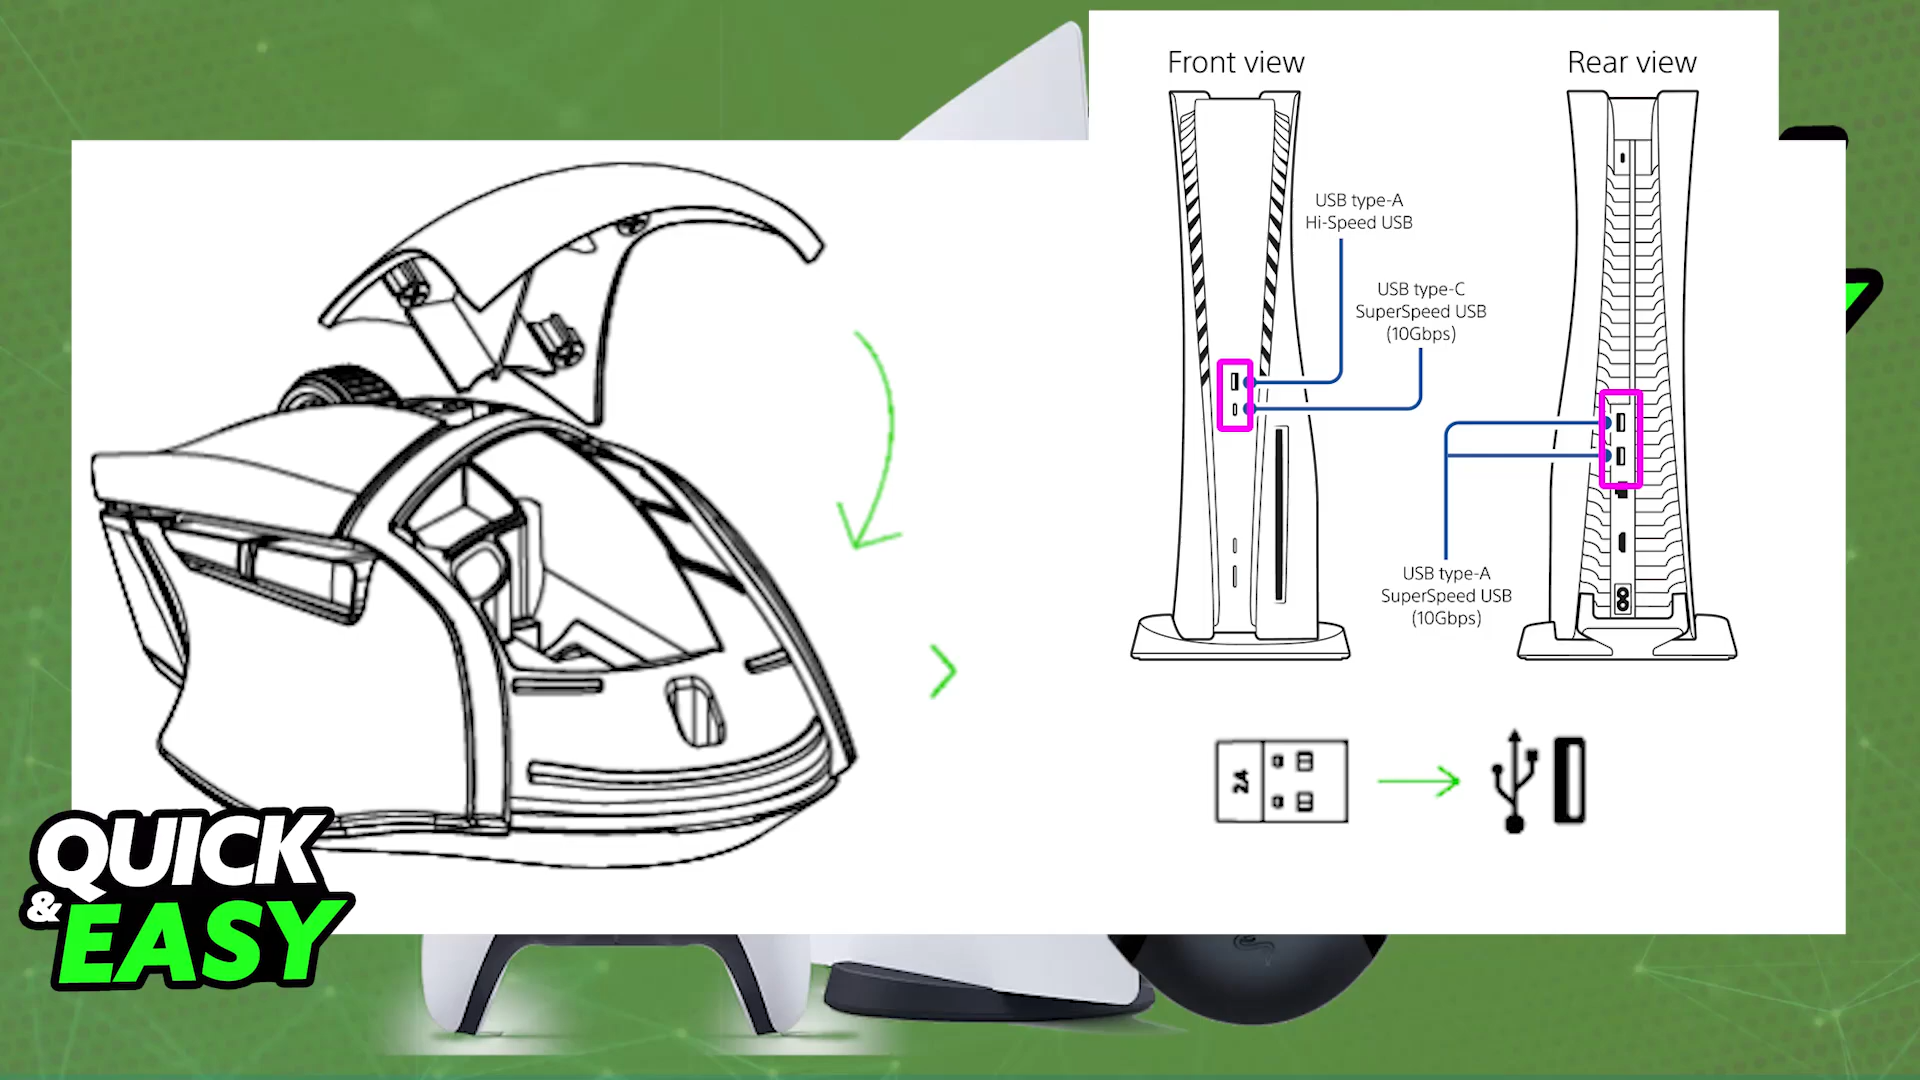 Front view
Rear view
USB type-A
Hi-Speed USB
USB type-C
SuperSpeed USB
(10Gbps)
USB type-A
SuperSpeed USB
(10Gbps)
2.4
QUICK
& EASY